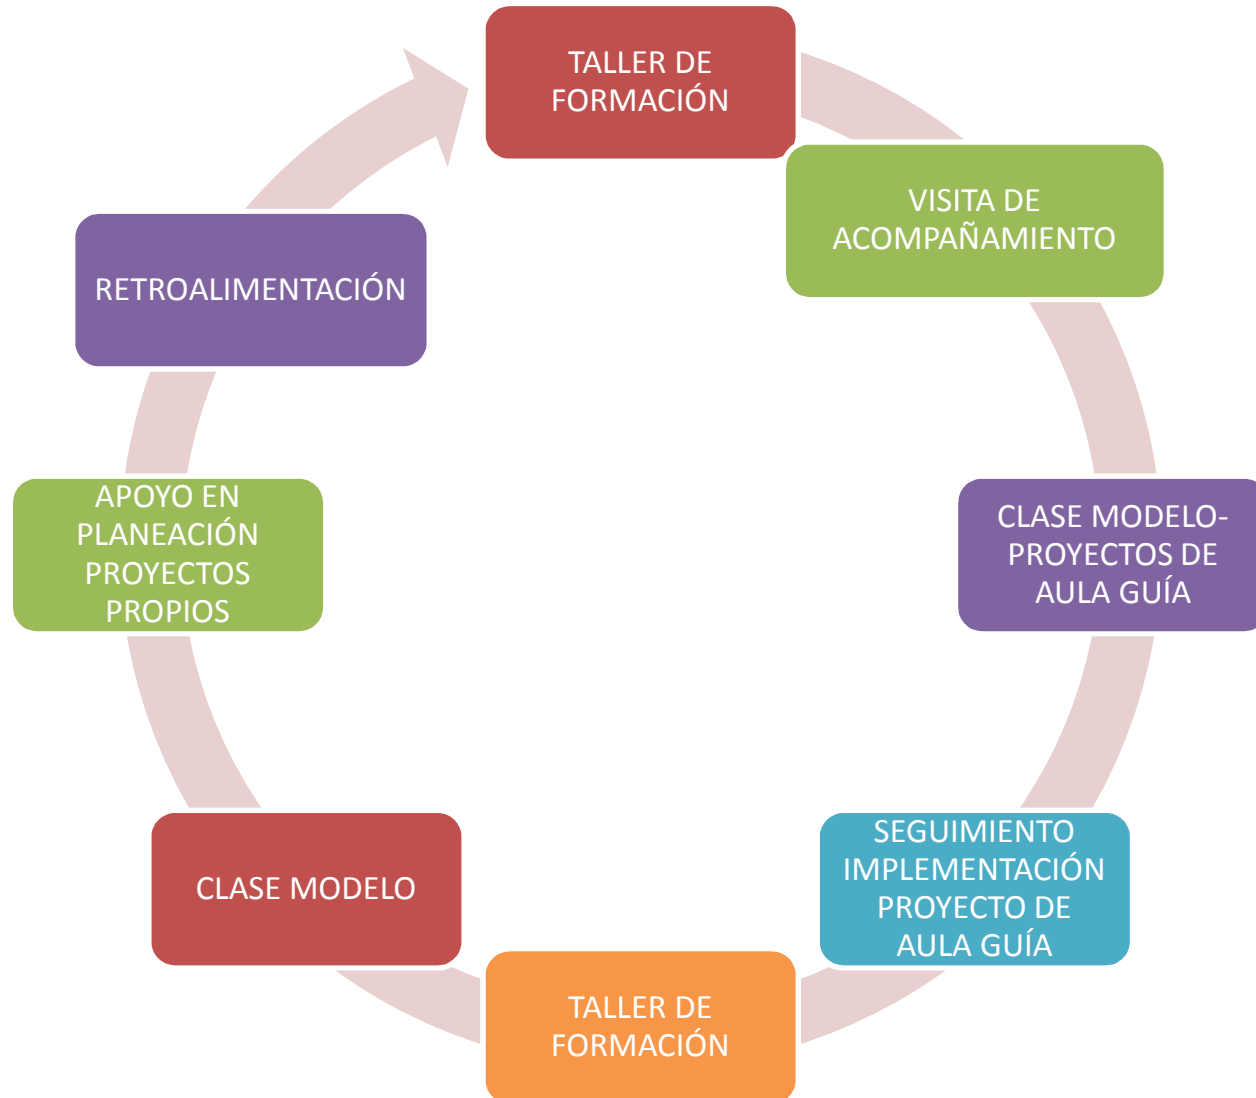 TALLER DE
FORMACIÓN
VISITA DE
ACOMPAÑAMIENTO
CLASE MODELO-
PROYECTOS DE
AULA GUÍA
SEGUIMIENTO
IMPLEMENTACIÓN
PROYECTO DE
AULA GUÍA
TALLER DE
FORMACIÓN
CLASE MODELO
APOYO EN
PLANEACIÓN
PROYECTOS
PROPIOS
RETROALIMENTACIÓN